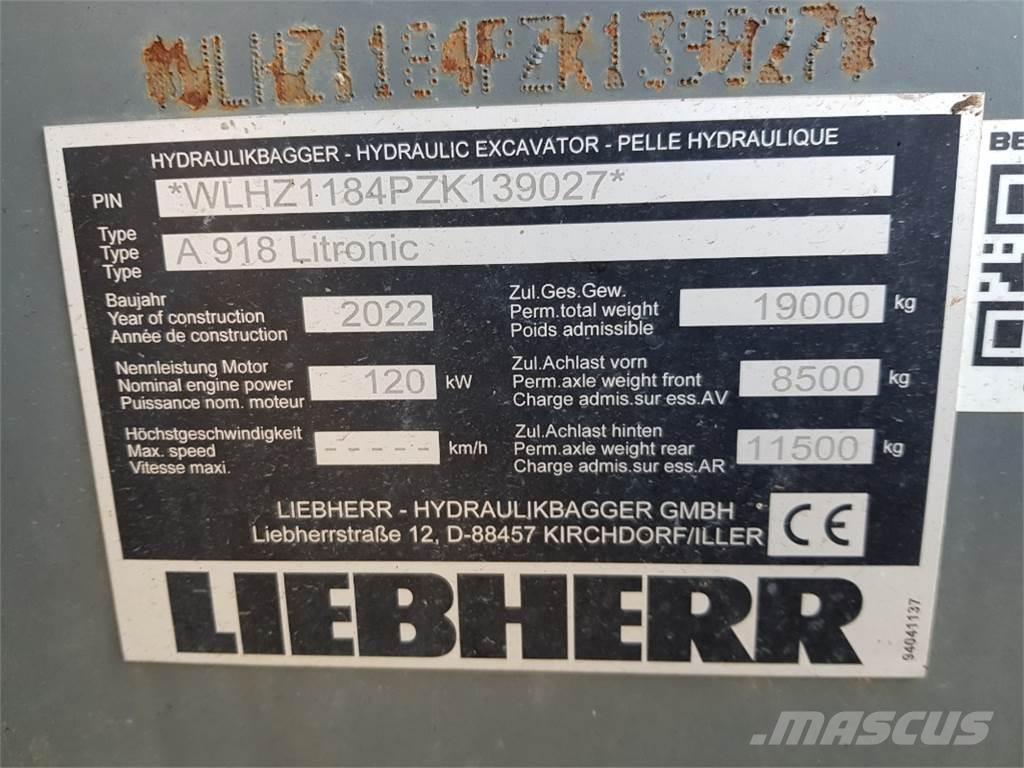 *WLHZ1184PZK139027*
HYDRAULIKBAGGER - HYDRAULIC EXCAVATOR - PELLE HYDRAULIQUE
PIN *WLHZ1184PZK139027*
Type
Type A 918 Litronic
Type
Baujahr
Year of construction 2022
Année de construction
Zul.Ges.Gew.
Perm.total weight 19000 kg
Poids admissible
Nennleistung Motor
Nominal engine power 120 kW
Puissance nom. moteur
Zul.Achlast vorn
Perm.axle weight front 8500 kg
Charge admis.sur ess.AV
Höchstgeschwindigkeit
Max. speed - - - - - km/h
Vitesse maxi.
Zul.Achlast hinten
Perm.axle weight rear 11500 kg
Charge admis.sur ess.AR
LIEBHERR - HYDRAULIKBAGGER GMBH
Liebherrstraße 12, D-88457 KIRCHDORF/ILLER
CE
LIEBHERR
94041137
BE
MASCUS